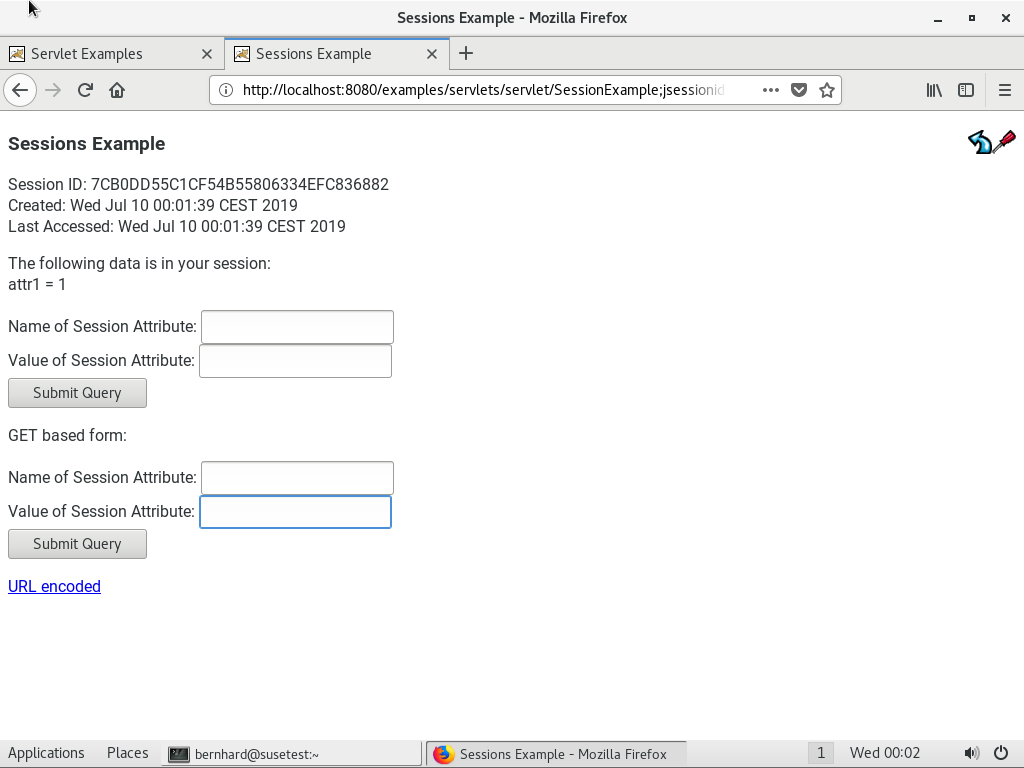 Sessions Example - Mozilla Firefox
Servlet Examples
Sessions Example
http://localhost:8080/examples/servlets/servlet/SessionExample;jsessionid
Sessions Example
Session ID: 7CB0DD55C1CF54B55806334EFC836882
Created: Wed Jul 10 00:01:39 CEST 2019
Last Accessed: Wed Jul 10 00:01:39 CEST 2019
The following data is in your session:
attr1 = 1
Name of Session Attribute:
Value of Session Attribute:
Submit Query
GET based form:
Name of Session Attribute:
Value of Session Attribute:
Submit Query
URL encoded
Applications Places bernhard@susetest:~ Sessions Example - Mozilla Firefox 1 Wed 00:02